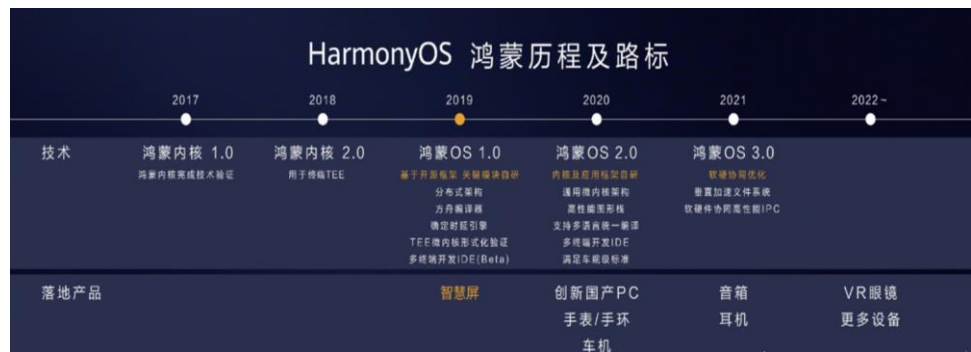 HarmonyOS 鸿蒙历程及路标
2017 2018 2019 2020 2021 2022~
技术 鸿蒙内核 1.0 鸿蒙内核 2.0 鸿蒙OS 1.0 鸿蒙OS 2.0 鸿蒙OS 3.0
鸿蒙内核完成技术验证 用于终端TEE 基于开源框架 关键模块自研 内核及应用框架自研 软硬协同优化
分布式架构 通用微内核架构 垂直加速文件系统
方舟编译器 高性能图形栈 软硬件协同高性能IPC
确定时延引擎 支持多语言统一编译
TEE微内核形式化验证 多终端开发IDE
多终端开发IDE(Beta) 满足车规级标准
落地产品 智慧屏 创新国产PC 音箱 VR眼镜
手表/手环 耳机 更多设备
车机